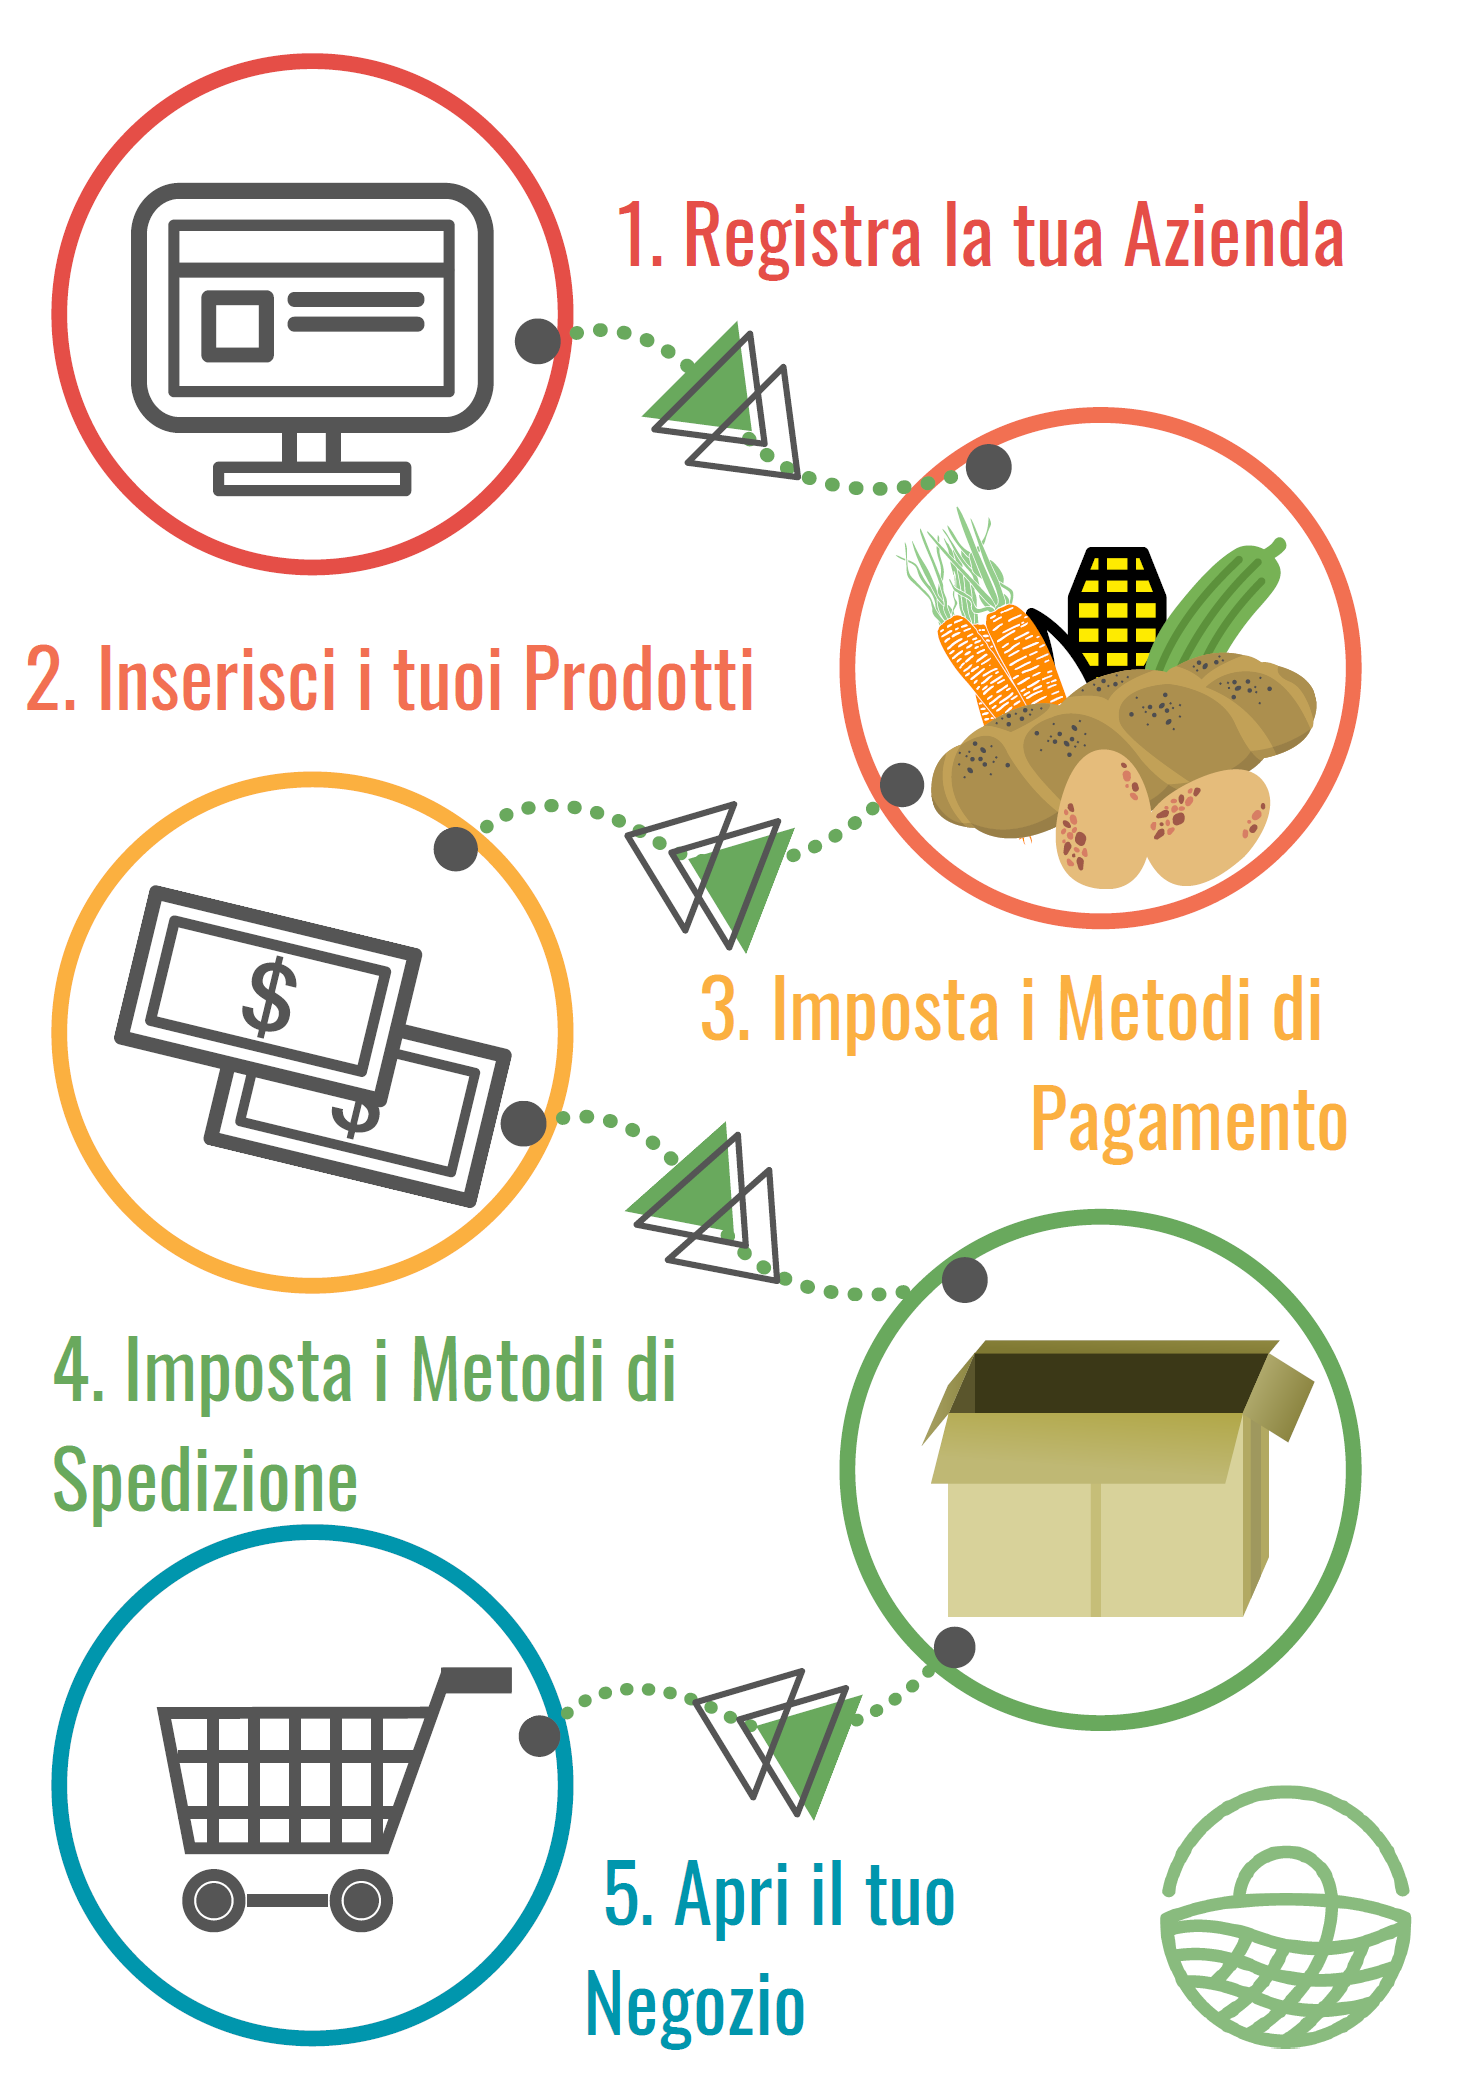 1. Registra la tua Azienda
2. Inserisci i tuoi Prodotti
$
$
3. Imposta i Metodi di
Pagamento
4. Imposta i Metodi di
Spedizione
5. Apri il tuo
Negozio